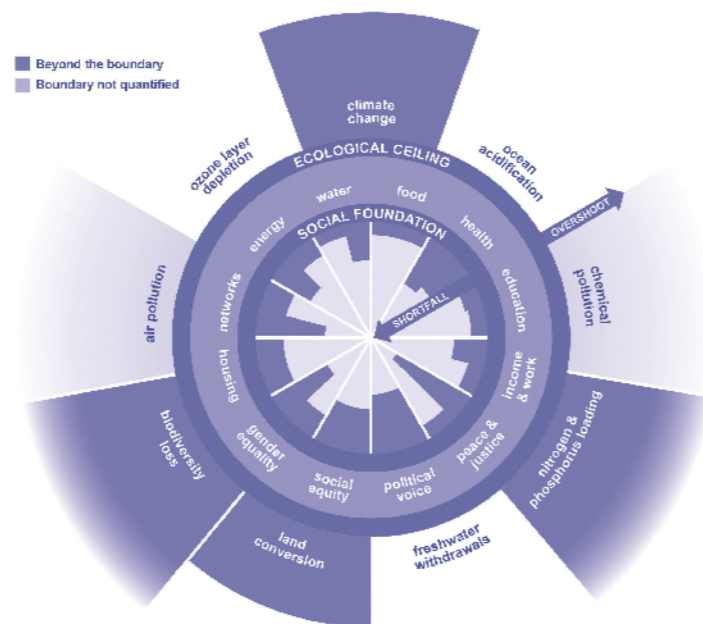 Beyond the boundary
Boundary not quantified
climate
change
ozone layer
depletion
ECOLOGICAL CEILING
ocean
acidification
water
food
energy
SOCIAL FOUNDATION
health
OVERSHOOT
air pollution
networks
SHORTFALL
education
chemical
pollution
housing
income
& work
biodiversity
loss
gender
equality
social
equity
political
voice
peace &
justice
nitrogen &
phosphorus loading
land
conversion
freshwater
withdrawals